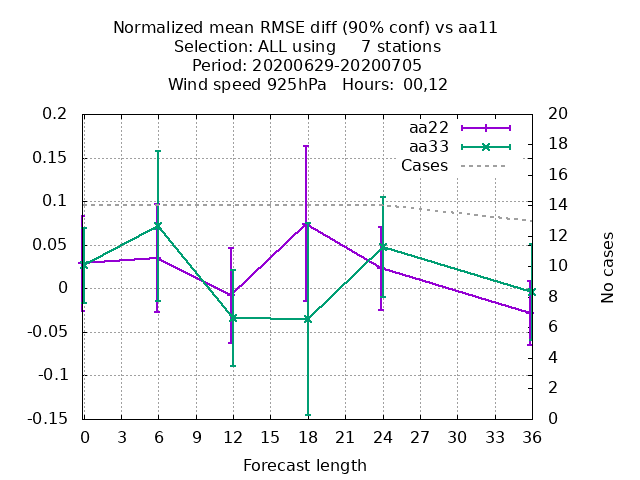 Normalized mean RMSE diff (90% conf) vs aa11
Selection: ALL using     7 stations
Period: 20200629-20200705
Wind speed 925hPa   Hours:  00,12
aa22
aa33
Cases
0.2
0.15
0.1
0.05
0
-0.05
-0.1
-0.15
20
18
16
14
12
10
8
6
4
2
0
No cases
0 3 6 9 12 15 18 21 24 27 30 33 36
Forecast length